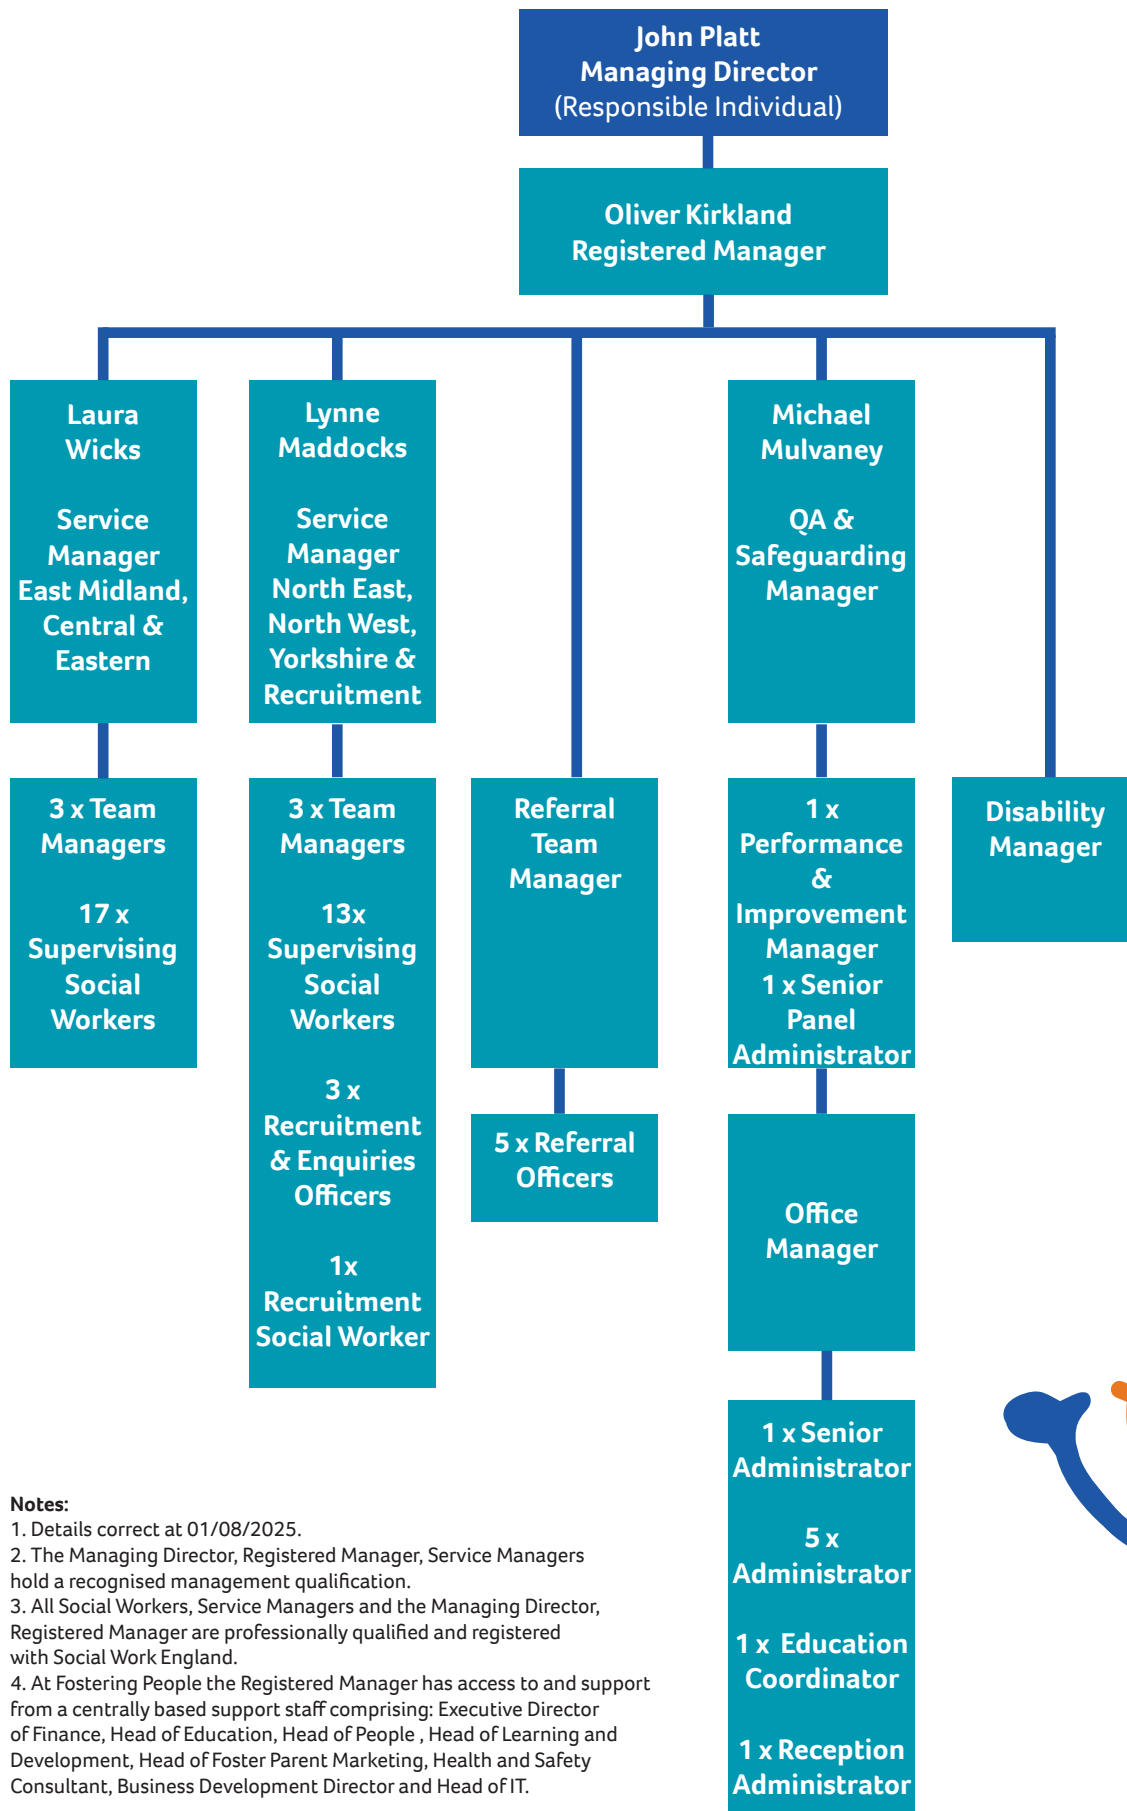 John Platt
Managing Director
(Responsible Individual)
Oliver Kirkland
Registered Manager
Laura
Wicks
Service
Manager
East Midland,
Central &
Eastern
Lynne
Maddocks
Service
Manager
North East,
North West,
Yorkshire &
Recruitment
Michael
Mulvaney
QA &
Safeguarding
Manager
3 x Team
Managers
17 x
Supervising
Social
Workers
3 x Team
Managers
13x
Supervising
Social
Workers
3 x
Recruitment
& Enquiries
Officers
1x
Recruitment
Social Worker
Referral
Team
Manager
5 x Referral
Officers
1 x
Performance
&
Improvement
Manager
1 x Senior
Panel
Administrator
Office
Manager
1 x Senior
Administrator
5 x
Administrator
1 x  Education
Coordinator
1 x Reception
Administrator
Disability
Manager
Notes:
1. Details correct at 01/08/2025.
2. The Managing Director, Registered Manager, Service Managers
hold a recognised management qualification.
3. All Social Workers, Service Managers and the Managing Director,
Registered Manager are professionally qualified and registered
with Social Work England.
4. At Fostering People the Registered Manager has access to and support
from a centrally based support staff comprising: Executive Director
of Finance, Head of Education, Head of People , Head of Learning and
Development, Head of Foster Parent Marketing, Health and Safety
Consultant, Business Development Director and Head of IT.